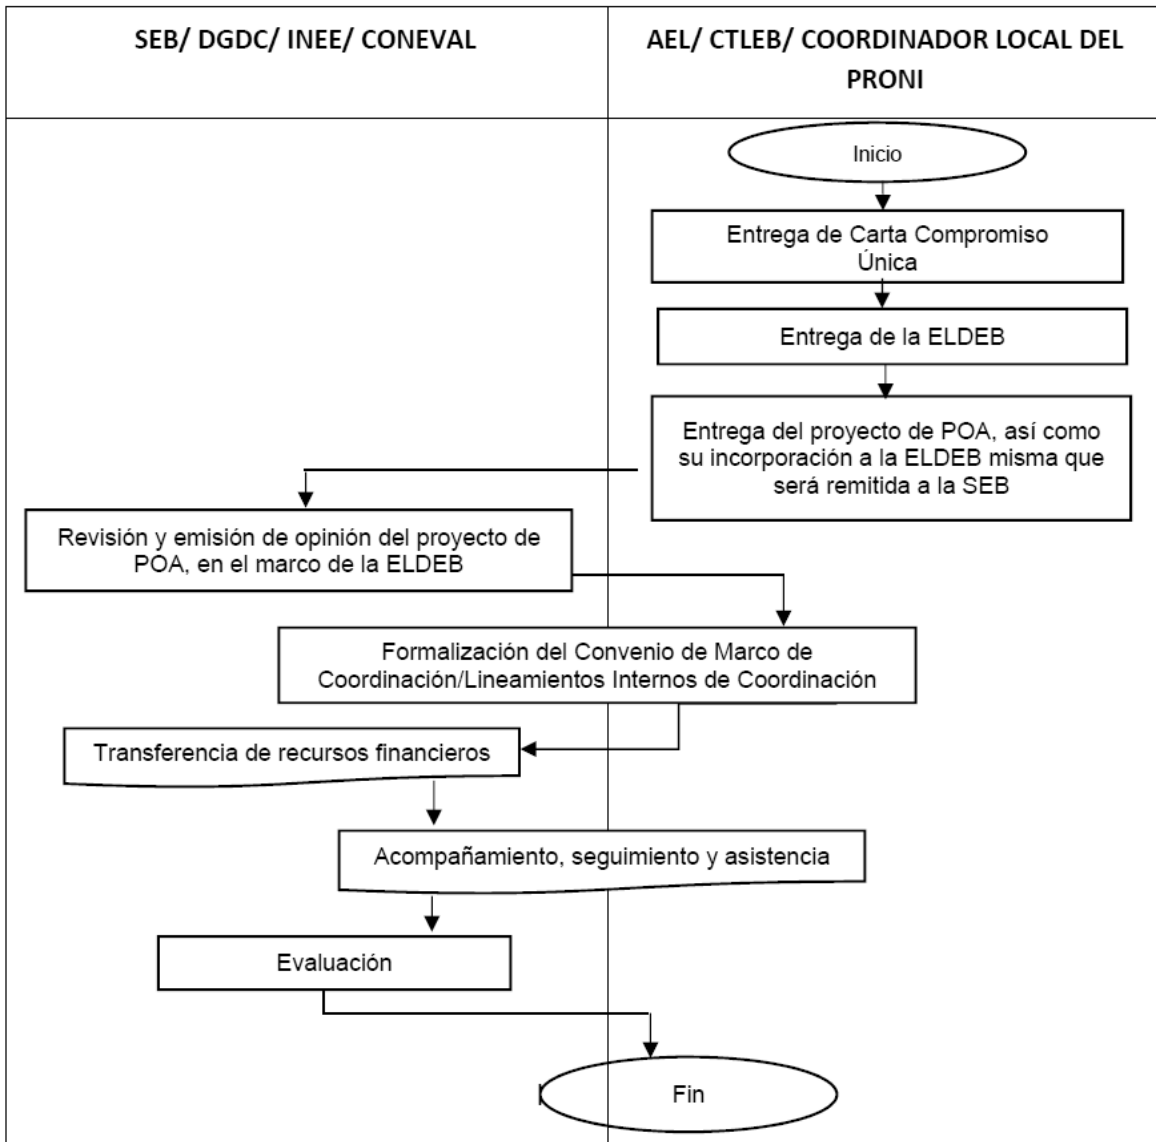 SEB/ DGDC/ INEE/ CONEVAL
AEL/ CTLEB/ COORDINADOR LOCAL DEL
PRONI
Inicio
Entrega de Carta Compromiso
Única
Entrega de la ELDEB
Entrega del proyecto de POA, así como
su incorporación a la ELDEB misma que
será remitida a la SEB
Revisión y emisión de opinión del proyecto de
POA, en el marco de la ELDEB
Formalización del Convenio de Marco de
Coordinación/Lineamientos Internos de Coordinación
Transferencia de recursos financieros
Acompañamiento, seguimiento y asistencia
Evaluación
Fin